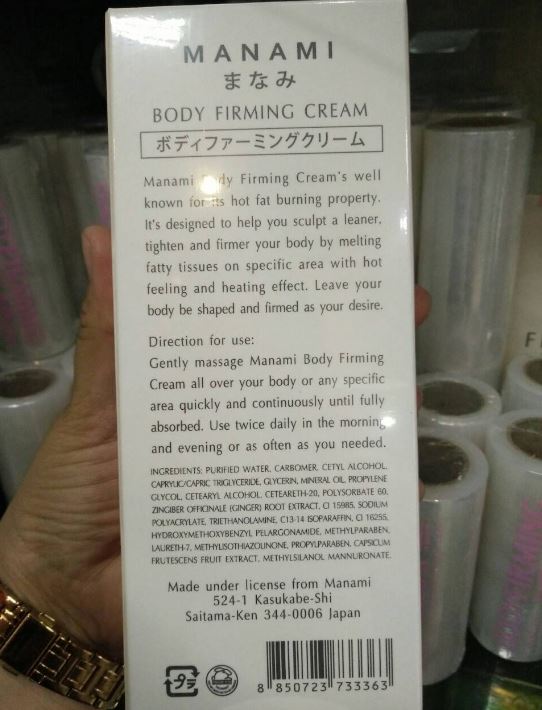 MANAMI
まなみ
BODY FIRMING CREAM
ボディファーミングクリーム
Manami Body Firming Cream's well
known for its hot fat burning property.
It's designed to help you sculpt a leaner,
tighten and firmer your body by melting
fatty tissues on specific area with hot
feeling and heating effect. Leave your
body be shaped and firmed as your desire.
Direction for use:
Gently massage Manami Body Firming
Cream all over your body or any specific
area quickly and continuously until fully
absorbed. Use twice daily in the morning
and evening or as often as you needed.
INGREDIENTS: PURIFIED WATER, CARBOMER, CETYL ALCOHOL,
CAPRYLIC/CAPRIC TRIGLYCERIDE, GLYCERIN, MINERAL OIL, PROPYLENE
GLYCOL, CETEARYL ALCOHOL, CETEARETH-20, POLYSORBATE 60,
ZINGIBER OFFICINALE (GINGER) ROOT EXTRACT, CI 15985, SODIUM
POLYACRYLATE, TRIETHANOLAMINE, C13-14 ISOPARAFFIN, CI 16255,
HYDROXYMETHOXYBENZYL PELARGONAMIDE, METHYLPARABEN,
LAURETH-7, METHYLISOTHIAZOLINONE, PROPYLPARABEN, CAPSICUM
FRUTESCENS FRUIT EXTRACT, METHYLSILANOL MANNURONATE.
Made under license from Manami
524-1 Kasukabe-Shi
Saitama-Ken 344-0006 Japan
プラ
8 850723 733363